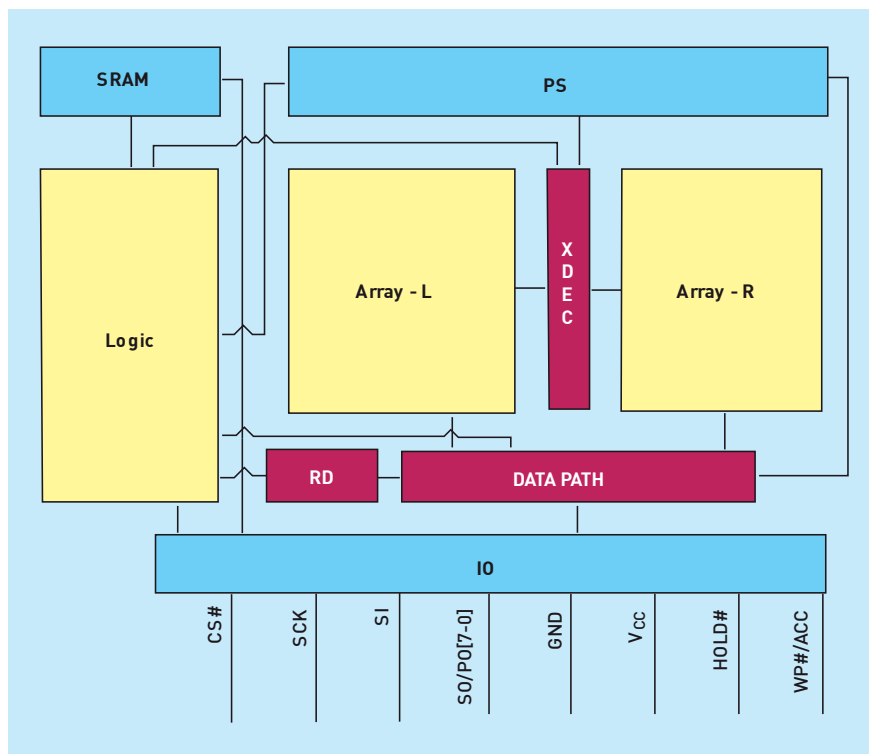 SRAM
PS
Logic
Array - L
X
D
E
C
Array - R
RD
DATA PATH
IO
CS#
SCK
SI
SO/PO[7-0]
GND
VCC
HOLD#
WP#/ACC